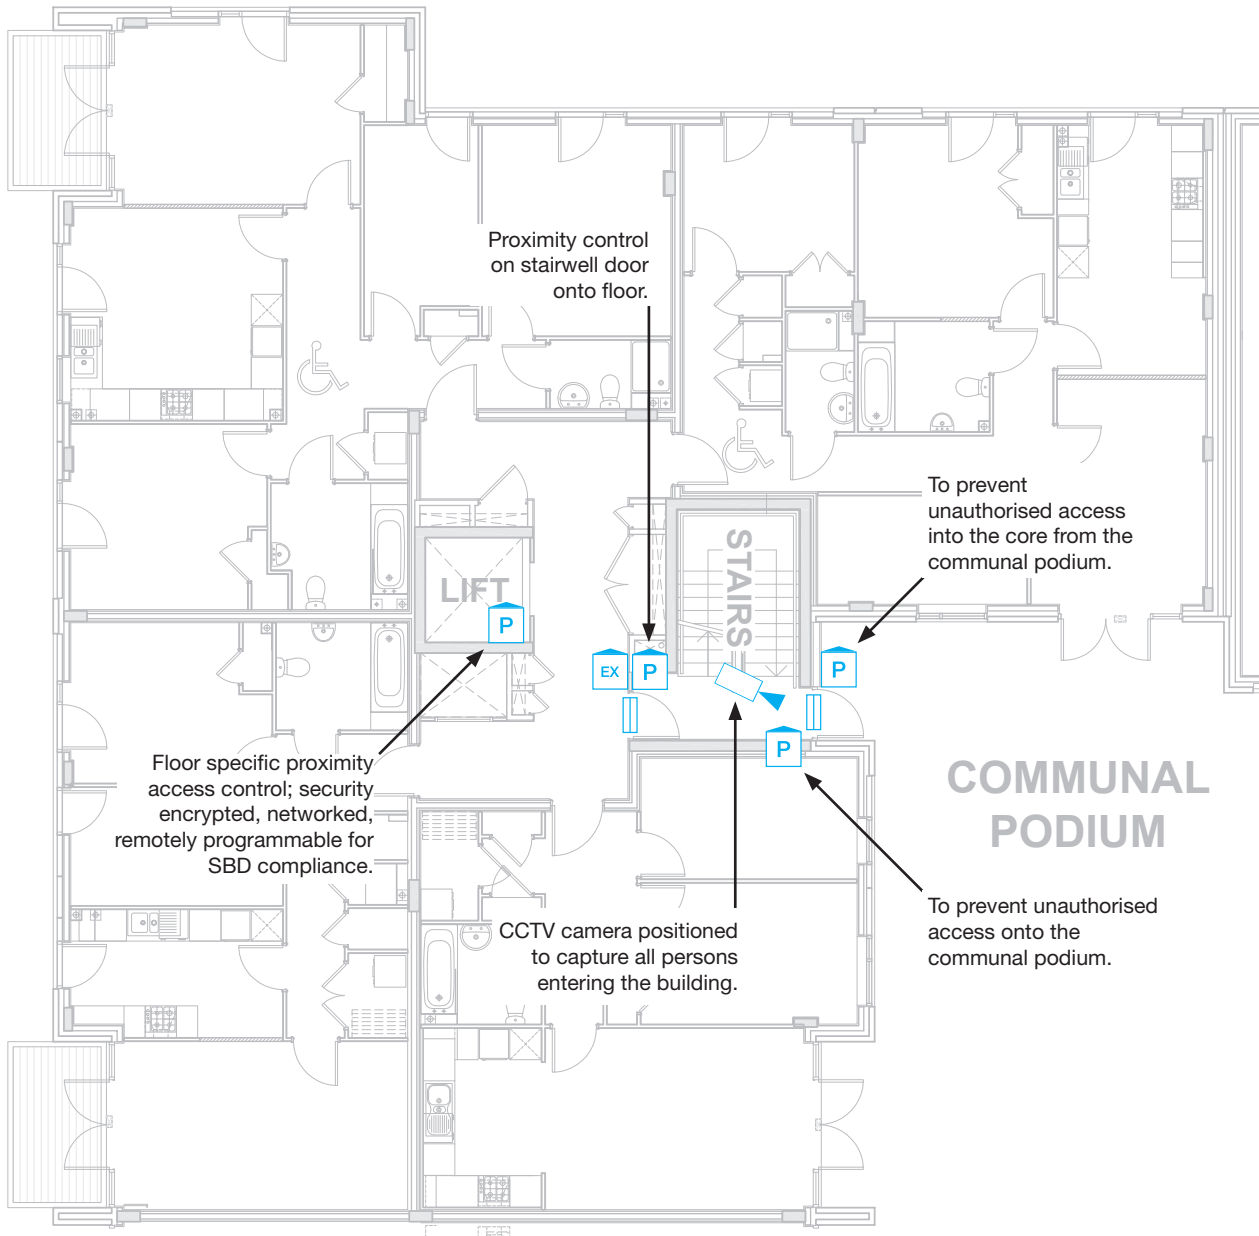 Proximity control
on stairwell door
onto floor.
To prevent
unauthorised access
into the core from the
communal podium.
STAIRS
LIFT
P
EX
P
P
P
Floor specific proximity
access control; security
encrypted, networked,
remotely programmable for
SBD compliance.
COMMUNAL
PODIUM
CCTV camera positioned
to capture all persons
entering the building.
To prevent unauthorised
access onto the
communal podium.